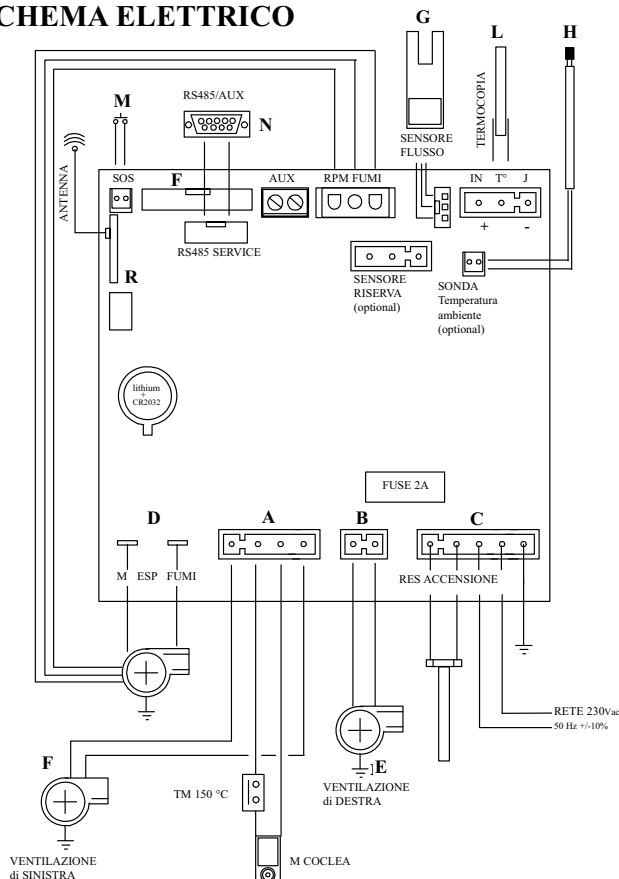 CHEMA ELETTRICO
G
L
H
M
RS485/AUX
N
TERMOCOPIA
SENSORE
FLUSSO
ANTENNA
SOS
F
AUX
RPM FUMI
IN T° J
+ -
RS485 SERVICE
R
SENSORE
RISERVA
(optional)
SONDA
Temperatura
ambiente
(optional)
lithium
+
CR2032
FUSE 2A
D
A
B
C
M ESP FUMI
RES ACCENSIONE
RETE 230Vac
50 Hz +/-10%
F
E
TM 150 °C
VENTILAZIONE
di DESTRA
M COCLEA
VENTILAZIONE
di SINISTRA